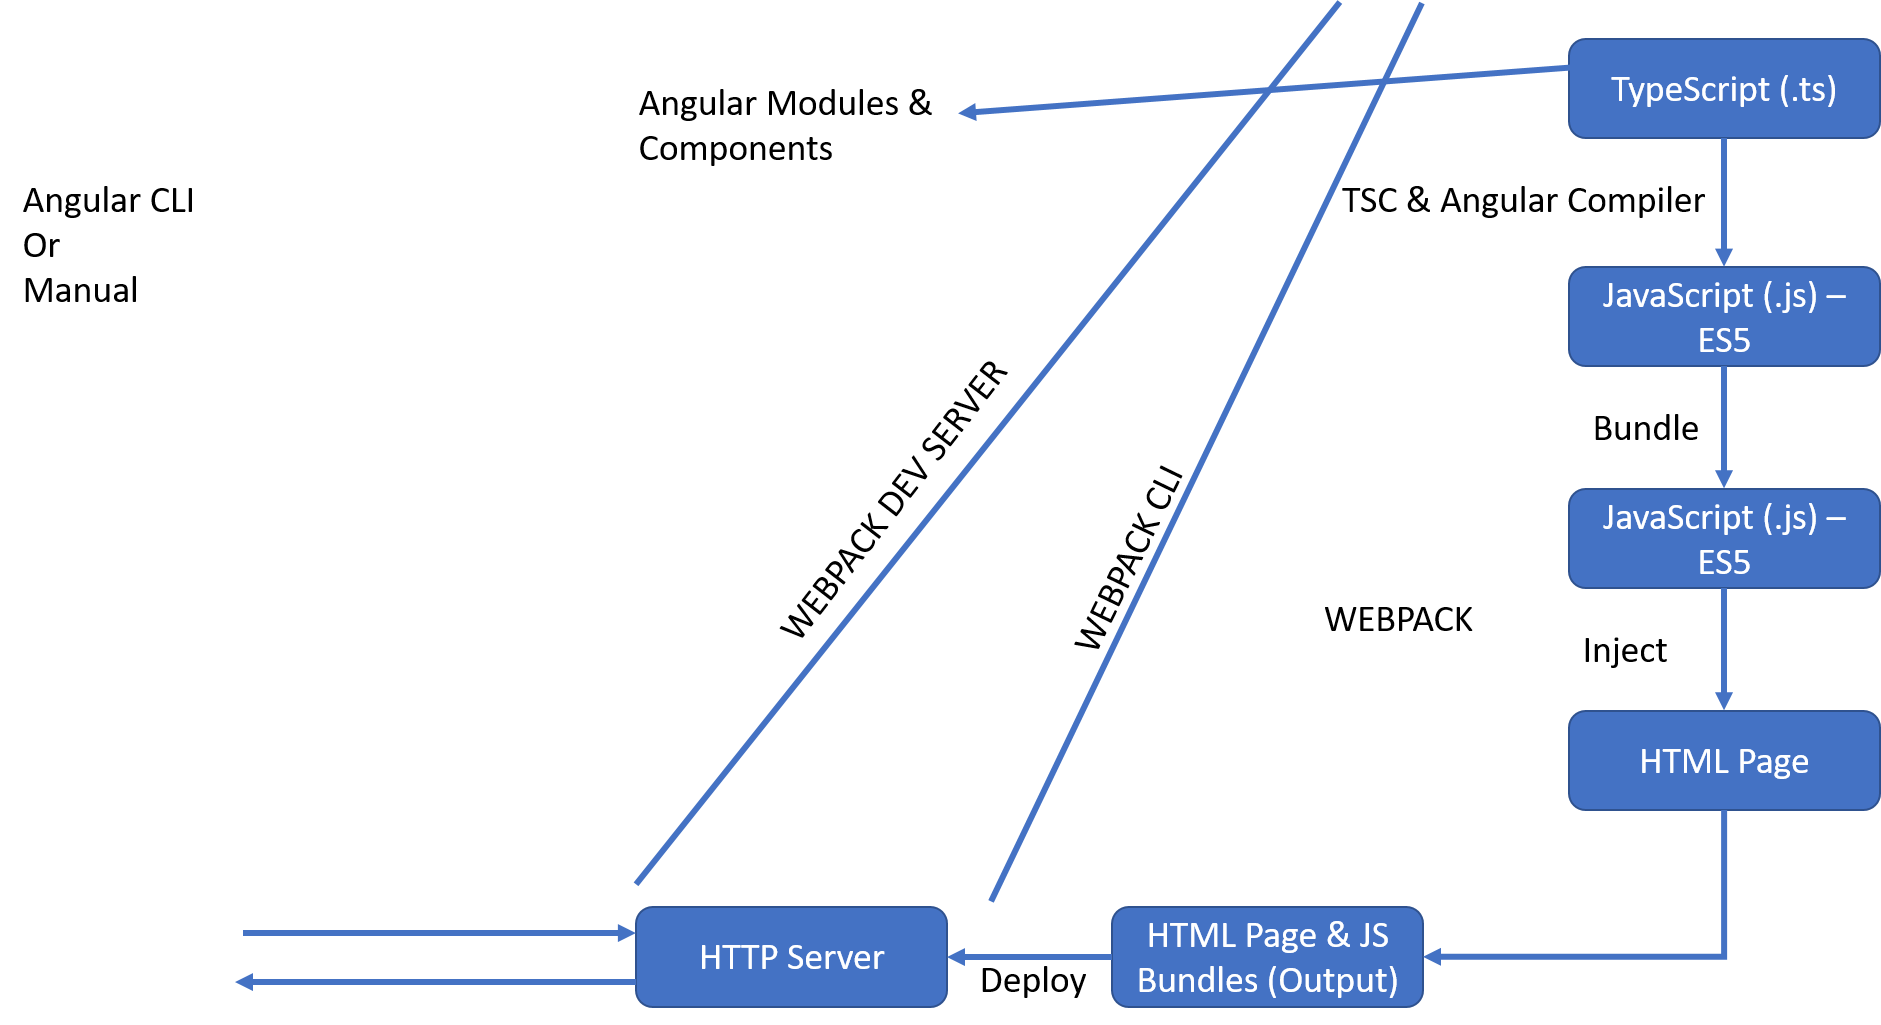 TypeScript (.ts)
Angular Modules &
Components
Angular CLI
Or
Manual
TSC & Angular Compiler
JavaScript (.js) –
ES5
Bundle
JavaScript (.js) –
ES5
WEBPACK DEV SERVER
WEBPACK CLI
WEBPACK
Inject
HTML Page
HTTP Server
Deploy
HTML Page & JS
Bundles (Output)